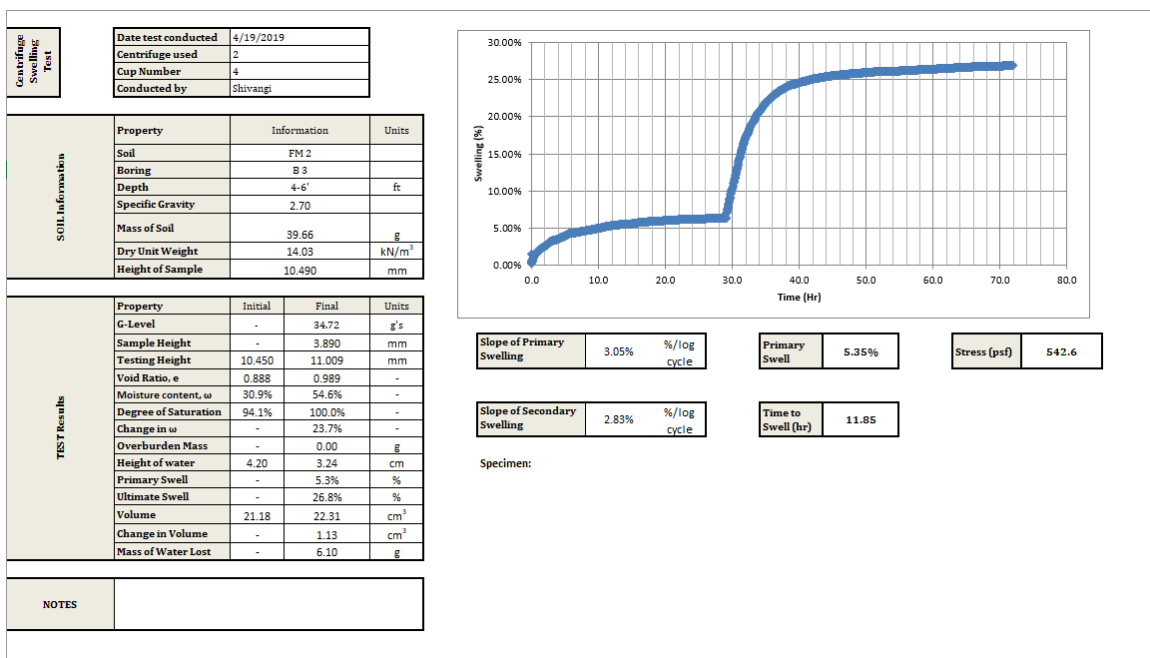 Centrifuge
Swelling
Test
Date test conducted 4/19/2019
Centrifuge used 2
Cup Number 4
Conducted by Shivangi
SOIL Information
Property Information Units
Soil FM 2
Boring B 3
Depth 4-6' ft
Specific Gravity 2.70
Mass of Soil 39.66 g
Dry Unit Weight 14.03 kN/m³
Height of Sample 10.490 mm
TEST Results
Property Initial Final Units
G-Level - 34.72 g's
Sample Height - 3.890 mm
Testing Height 10.450 11.009 mm
Void Ratio, e 0.888 0.989 -
Moisture content, ω 30.9% 54.6% -
Degree of Saturation 94.1% 100.0% -
Change in ω - 23.7% -
Overburden Mass - 0.00 g
Height of water 4.20 3.24 cm
Primary Swell - 5.3% %
Ultimate Swell - 26.8% %
Volume 21.18 22.31 cm³
Change in Volume - 1.13 cm³
Mass of Water Lost - 6.10 g
NOTES
Swelling (%)
30.00%
25.00%
20.00%
15.00%
10.00%
5.00%
0.00%
0.0 10.0 20.0 30.0 40.0 50.0 60.0 70.0 80.0
Time (Hr)
Slope of Primary
Swelling
3.05%
%/log
cycle
Primary
Swell
5.35%
Stress (psf) 542.6
Slope of Secondary
Swelling
2.83%
%/log
cycle
Time to
Swell (hr)
11.85
Specimen: